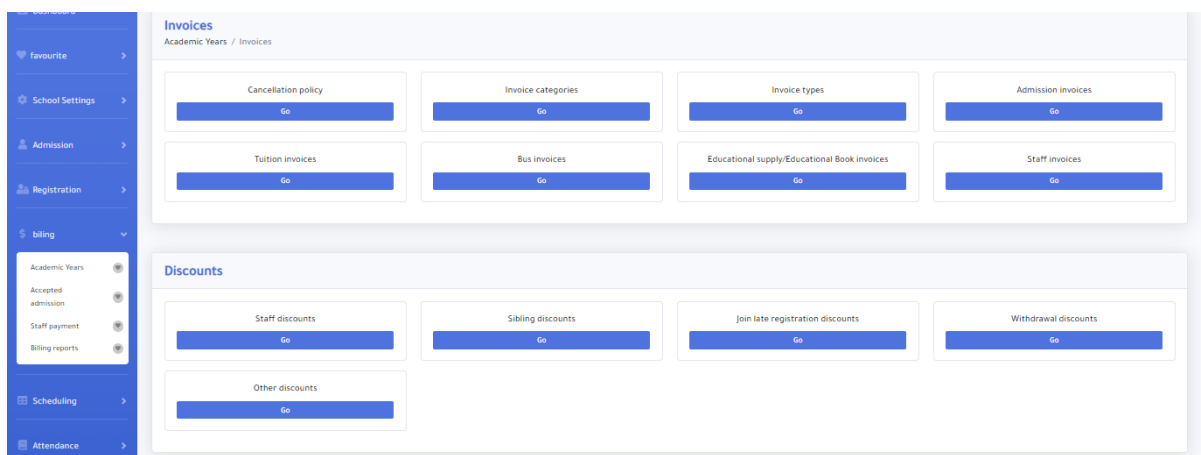 Dashboard
favourite
School Settings
Admission
Registration
$ biling
Academic Years
Accepted
admission
Staff payment
Billing reports
Scheduling
Attendance
Invoices
Academic Years / Invoices
Cancellation policy
Go
Invoice categories
Go
Invoice types
Go
Admission invoices
Go
Tuition invoices
Go
Bus invoices
Go
Educational supply/Educational Book invoices
Go
Staff invoices
Go
Discounts
Staff discounts
Go
Sibling discounts
Go
Join late registration discounts
Go
Withdrawal discounts
Go
Other discounts
Go